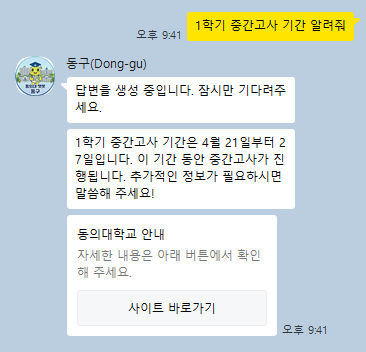 1학기 중간고사 기간 알려줘
오후 9:41
동구(Dong-gu)
답변을 생성 중입니다. 잠시만 기다려주
세요.
1학기 중간고사 기간은 4월 21일부터 2
7일입니다. 이 기간 동안 중간고사가 진
행됩니다. 추가적인 정보가 필요하시면
말씀해 주세요!
동의대학교 안내
자세한 내용은 아래 버튼에서 확인
해 주세요.
사이트 바로가기
오후 9:41